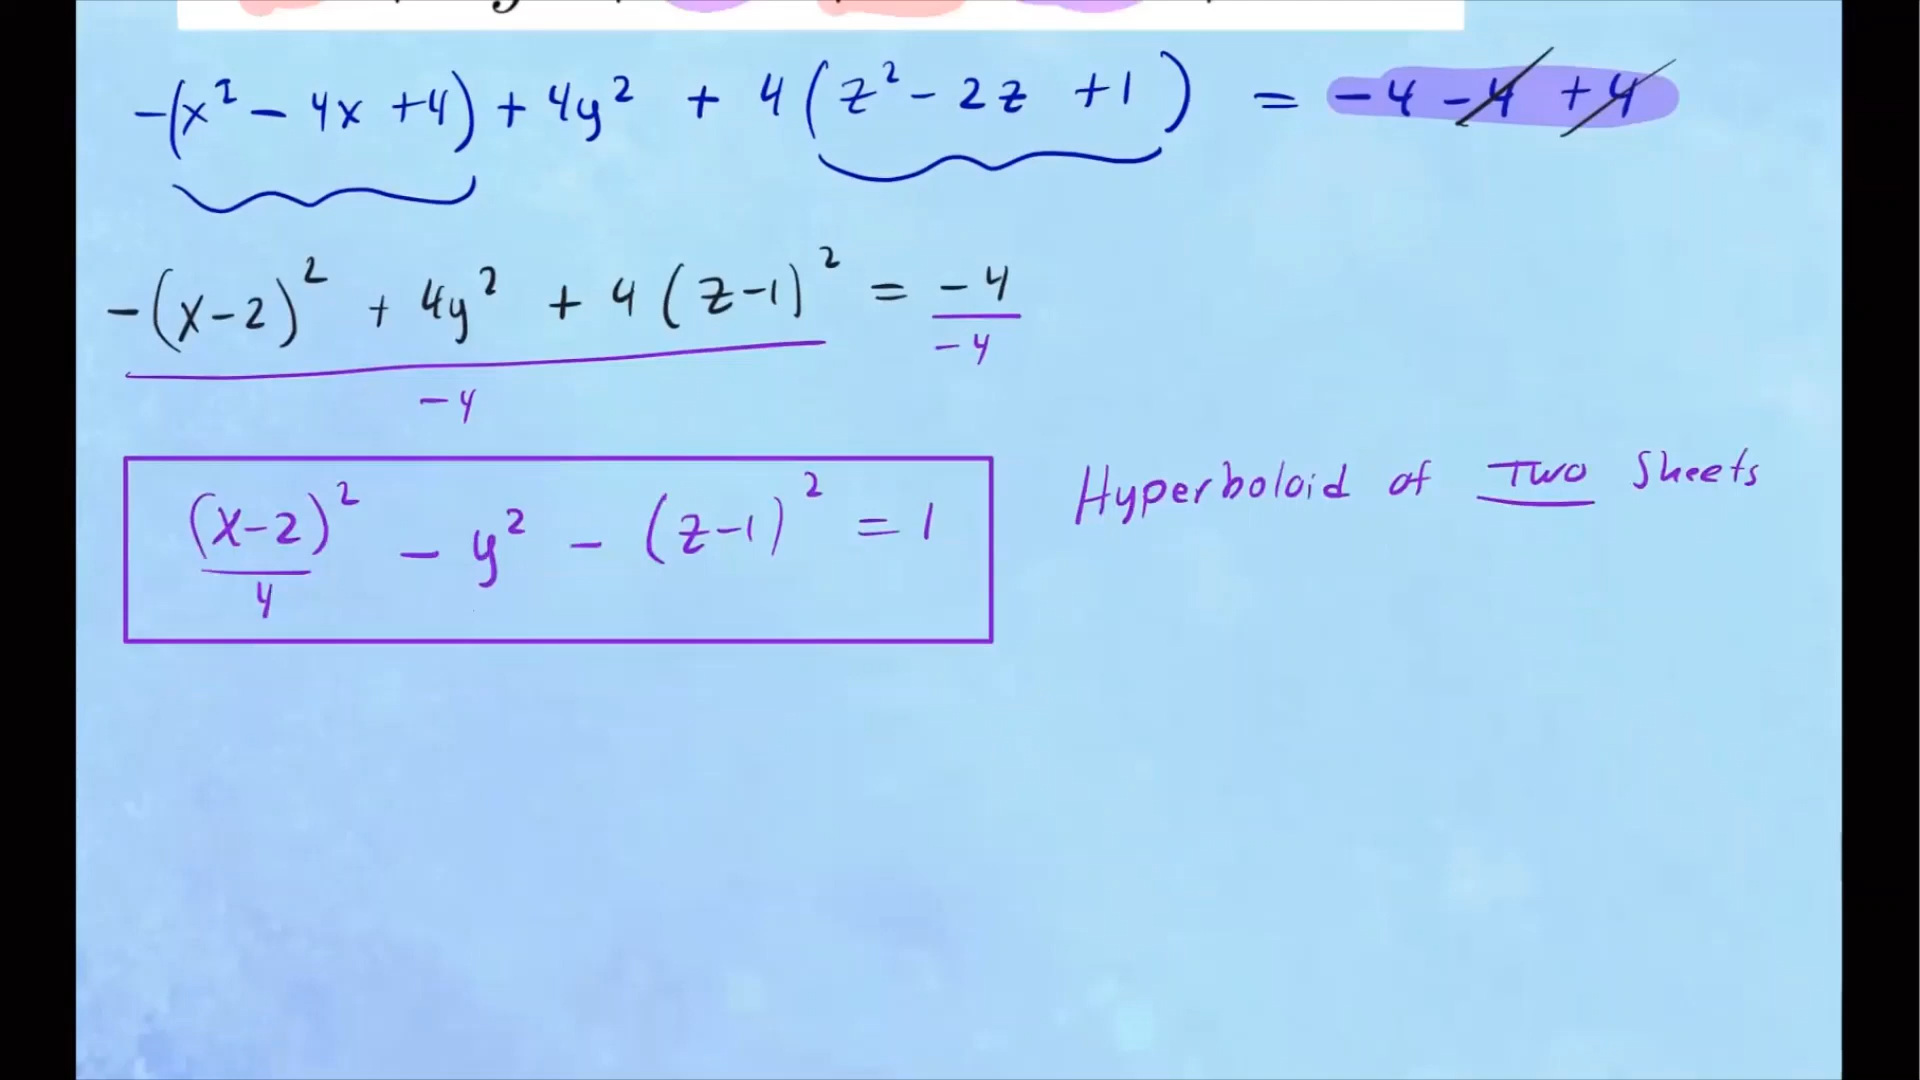 -(x² - 4x + 4) + 4y² + 4(z² - 2z + 1) = -4 - 4 + 4
-(x-2)² + 4y² + 4(z-1)² = -4
-4
-4
(x-2)² - y² - (z-1)² = 1
4
Hyperboloid of Two Sheets